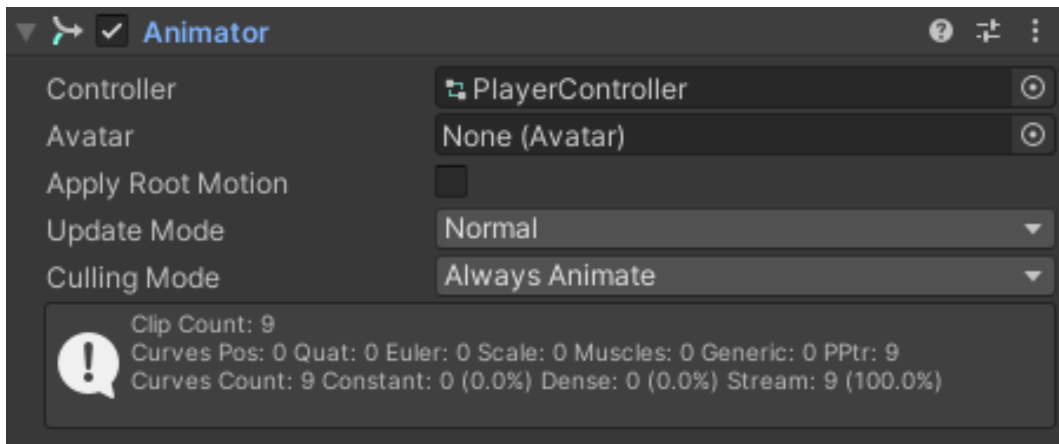 Animator
Controller PlayerController
Avatar None (Avatar)
Apply Root Motion
Update Mode Normal
Culling Mode Always Animate
Clip Count: 9
Curves Pos: 0 Quat: 0 Euler: 0 Scale: 0 Muscles: 0 Generic: 0 PPtr: 9
Curves Count: 9 Constant: 0 (0.0%) Dense: 0 (0.0%) Stream: 9 (100.0%)